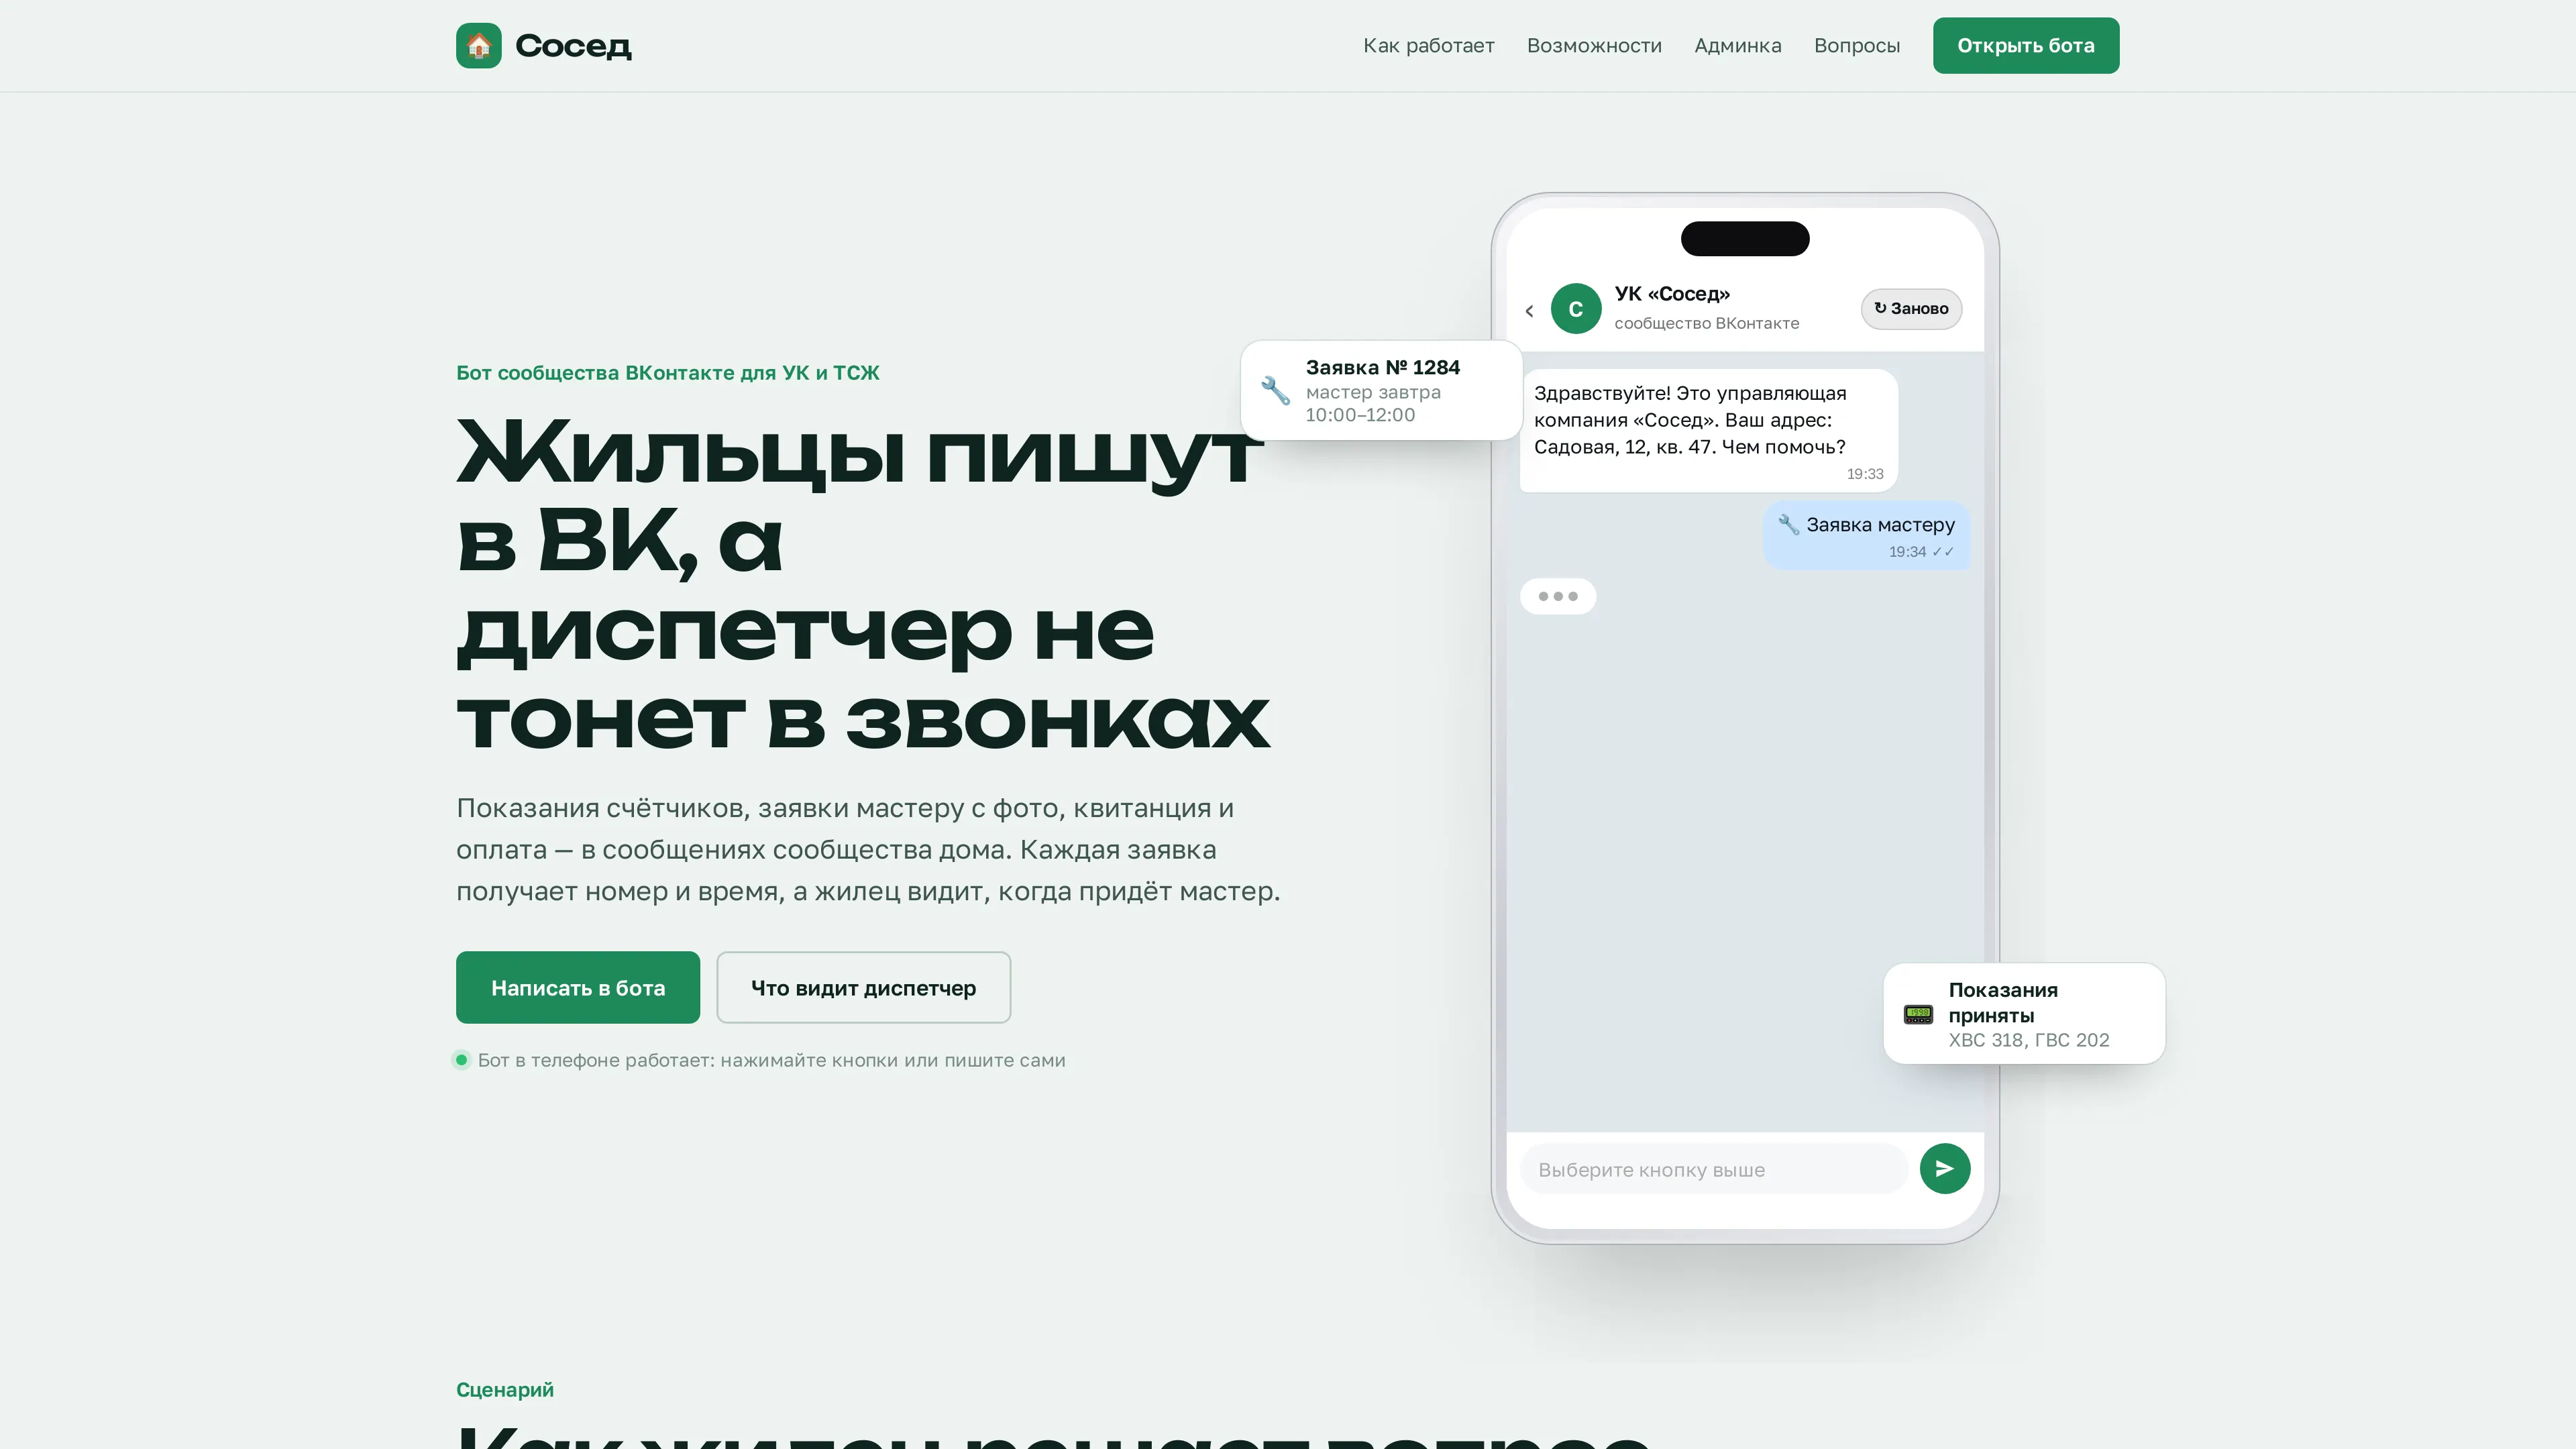 Сосед
Как работает
Возможности
Админка
Вопросы
Открыть бота
Бот сообщества ВКонтакте для УК и ТСЖ
Жильцы пишут
в ВК, а
диспетчер не
тонет в звонках
Показания счётчиков, заявки мастеру с фото, квитанция и
оплата — в сообщениях сообщества дома. Каждая заявка
получает номер и время, а жилец видит, когда придёт мастер.
Написать в бота
Что видит диспетчер
Бот в телефоне работает: нажимайте кнопки или пишите сами
Заявка № 1284
мастер завтра
10:00–12:00
С
УК «Сосед»
сообщество ВКонтакте
↻ Заново
Здравствуйте! Это управляющая
компания «Сосед». Ваш адрес:
Садовая, 12, кв. 47. Чем помочь?
19:33
🔧 Заявка мастеру
19:34 ✓✓
Показания
приняты
ХВС 318, ГВС 202
Выберите кнопку выше
Сценарий
Как жилец решает вопрос